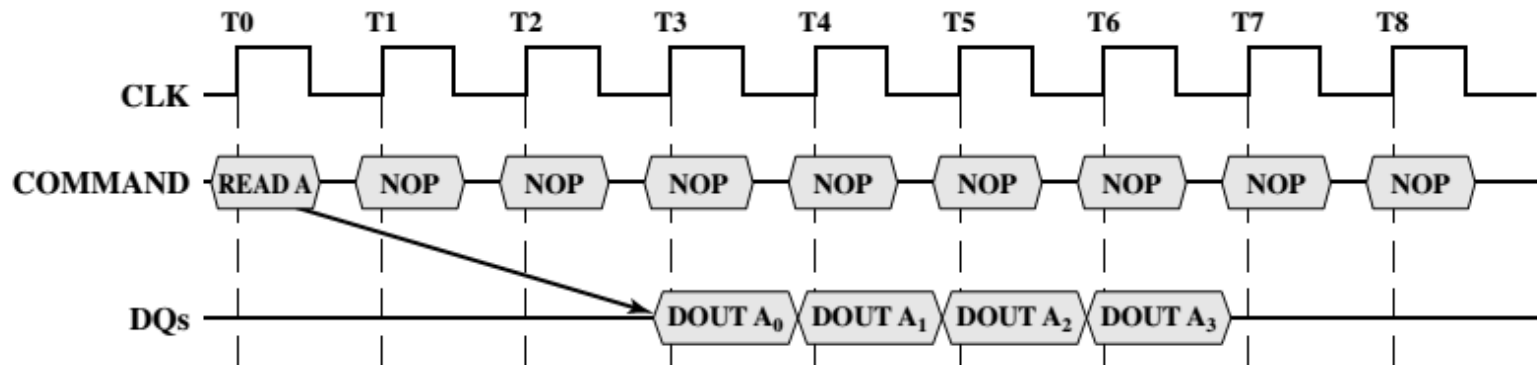 T0 T1 T2 T3 T4 T5 T6 T7 T8
CLK
COMMAND READ A NOP NOP NOP NOP NOP NOP NOP NOP
DQs DOUT A₀ DOUT A₁ DOUT A₂ DOUT A₃